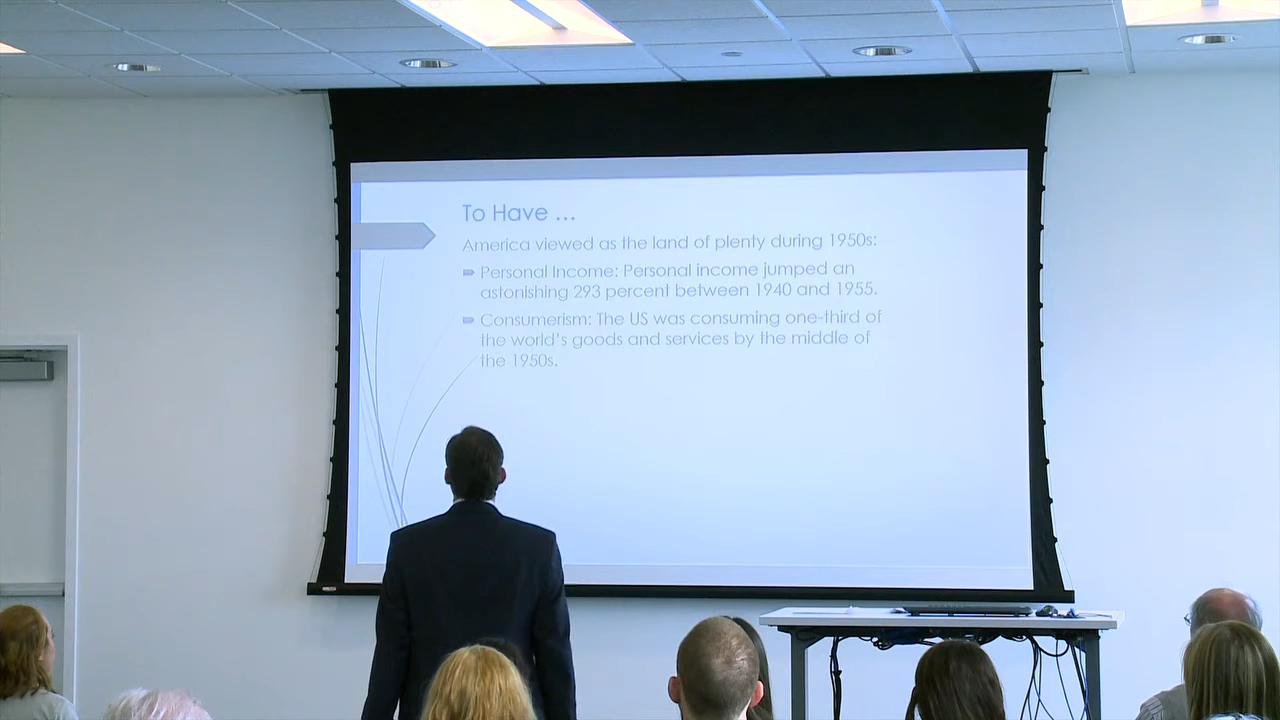 To Have ...
America viewed as the land of plenty during 1950s:
Personal Income: Personal income jumped an
astonishing 293 percent between 1940 and 1955.
Consumerism: The US was consuming one-third of
the world's goods and services by the middle of
the 1950s.